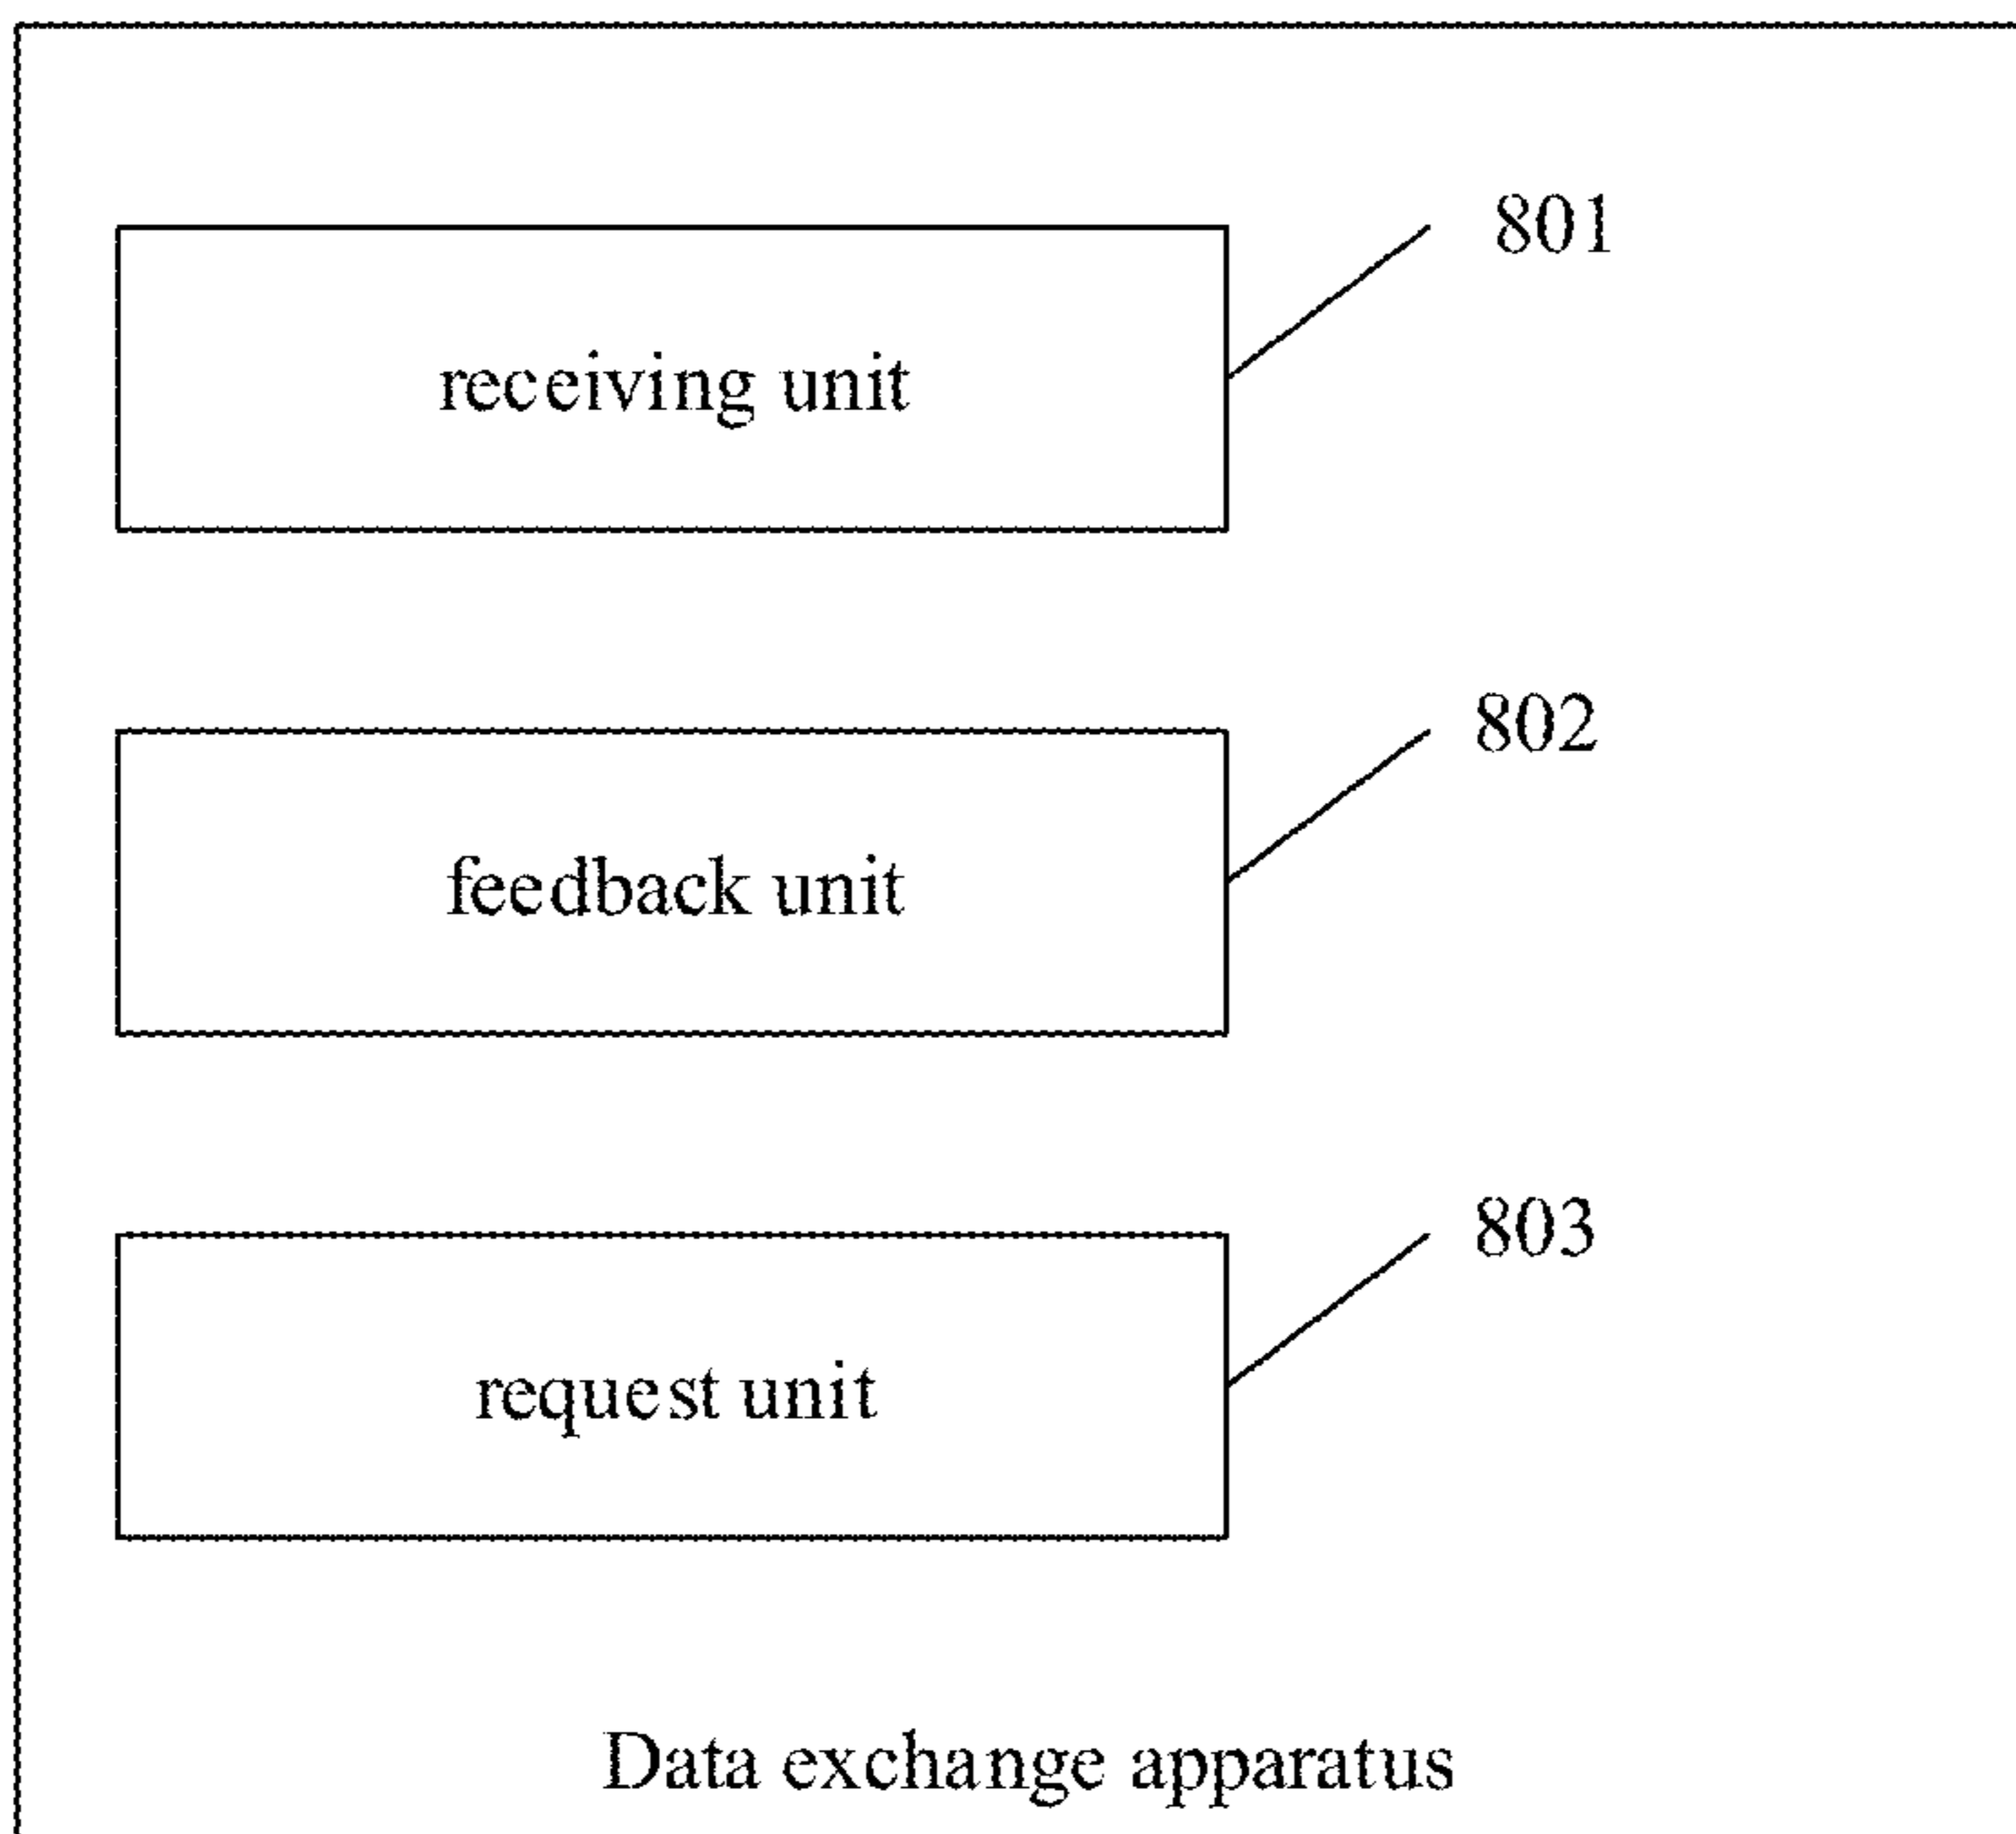 801
receiving unit
802
feedback unit
803
request unit
Data exchange apparatus